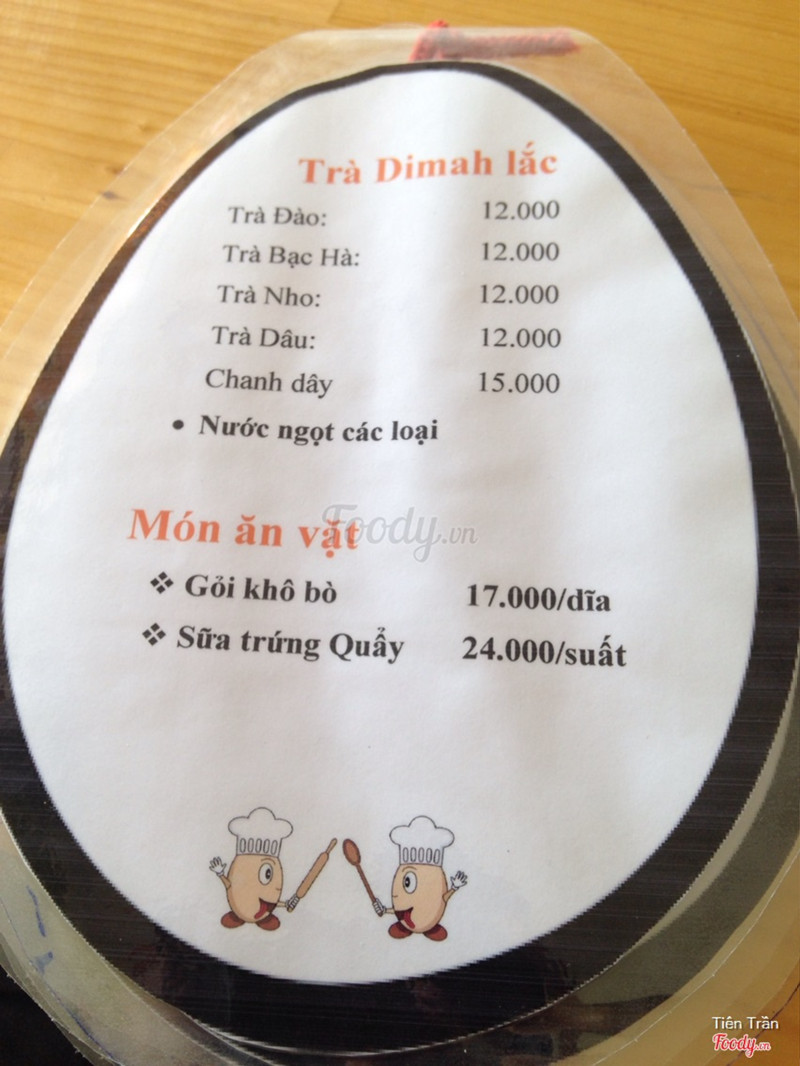 Trà Dimah lắc
Trà Đào: 12.000
Trà Bạc Hà: 12.000
Trà Nho: 12.000
Trà Dâu: 12.000
Chanh dây 15.000
• Nước ngọt các loại
Món ăn vặt
Foody.vn
❖ Gỏi khô bò 17.000/dĩa
❖ Sữa trứng Quẩy 24.000/suất
Tiên Trần
Foody.vn